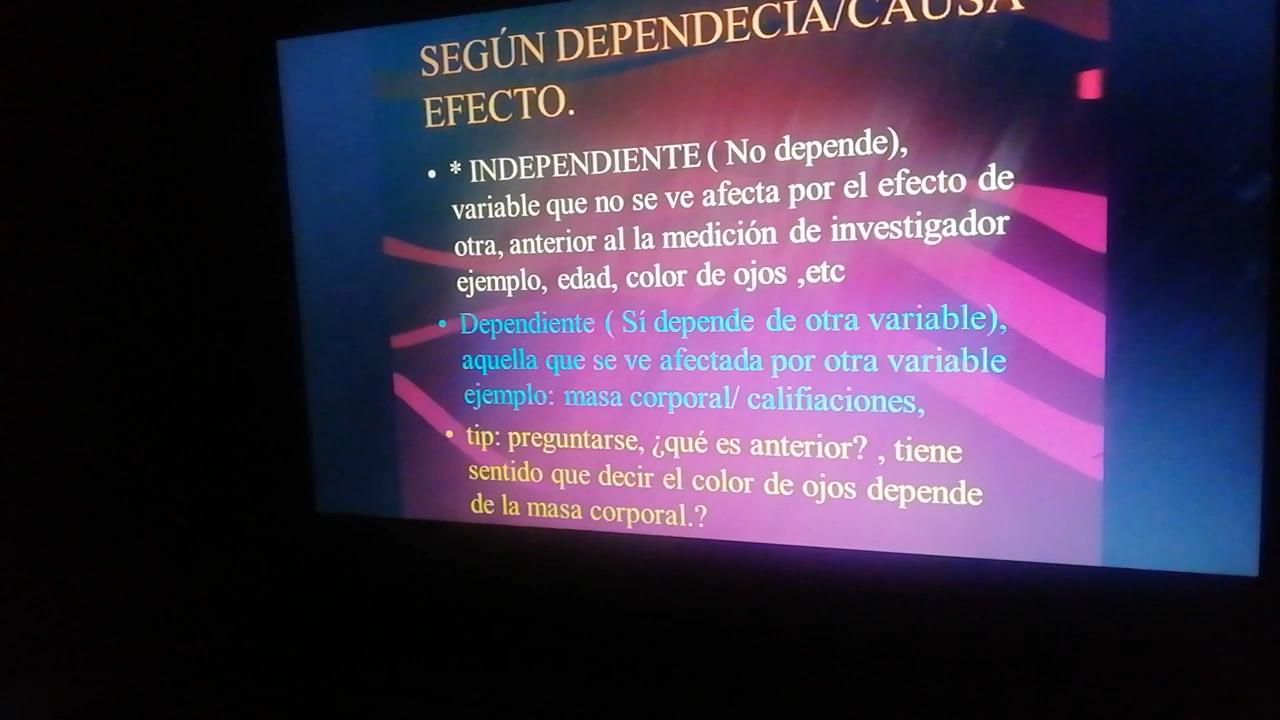 SEGÚN DEPENDECIA/CAUSA
EFECTO.
• * INDEPENDIENTE ( No depende),
variable que no se ve afecta por el efecto de
otra, anterior al la medición de investigador
ejemplo, edad, color de ojos ,etc
• Dependiente ( Sí depende de otra variable),
aquella que se ve afectada por otra variable
ejemplo: masa corporal/ califiaciones,
• tip: preguntarse, ¿qué es anterior? , tiene
sentido que decir el color de ojos depende
de la masa corporal.?